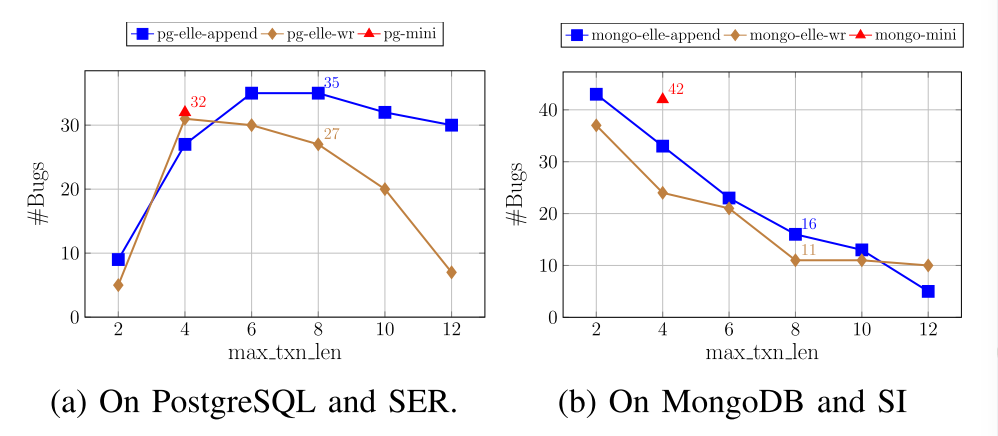 pg-elle-append pg-elle-wr pg-mini
35
32
27
30
20
10
0
#Bugs
2 4 6 8 10 12
max_txn_len
(a) On PostgreSQL and SER.
mongo-elle-append mongo-elle-wr mongo-mini
42
16
11
40
30
20
10
0
#Bugs
2 4 6 8 10 12
max_txn_len
(b) On MongoDB and SI